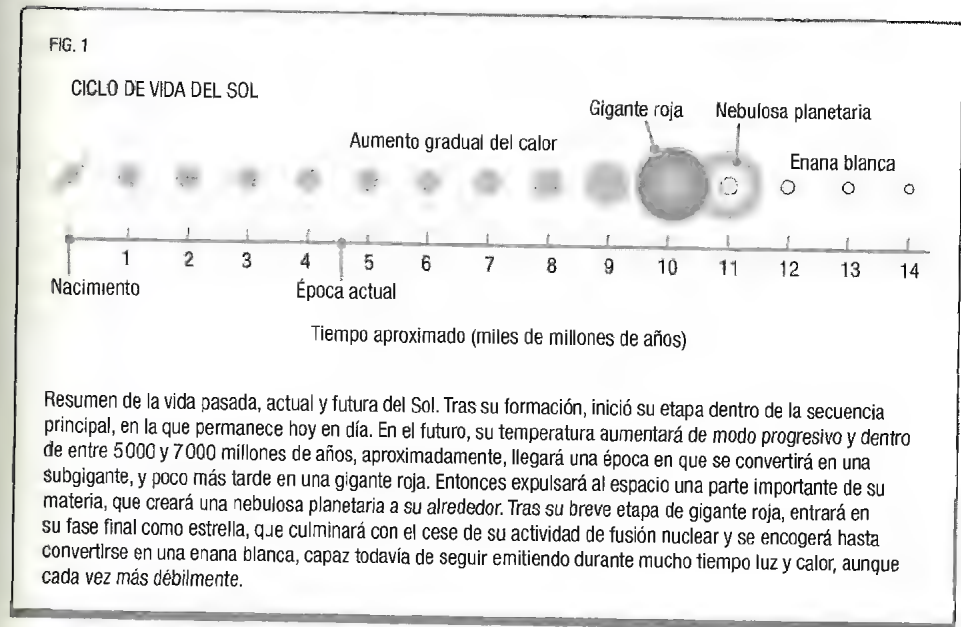 FIG. 1
CICLO DE VIDA DEL SOL
Gigante roja Nebulosa planetaria
Aumento gradual del calor
Enana blanca
1 2 3 4 5 6 7 8 9 10 11 12 13 14
Nacimiento Época actual
Tiempo aproximado (miles de millones de años)
Resumen de la vida pasada, actual y futura del Sol. Tras su formación, inició su etapa dentro de la secuencia
principal, en la que permanece hoy en día. En el futuro, su temperatura aumentará de modo progresivo y dentro
de entre 5 000 y 7 000 millones de años, aproximadamente, llegará una época en que se convertirá en una
subgigante, y poco más tarde en una gigante roja. Entonces expulsará al espacio una parte importante de su
materia, que creará una nebulosa planetaria a su alrededor. Tras su breve etapa de gigante roja, entrará en
su fase final como estrella, que culminará con el cese de su actividad de fusión nuclear y se encogerá hasta
convertirse en una enana blanca, capaz todavía de seguir emitiendo durante mucho tiempo luz y calor, aunque
cada vez más débilmente.